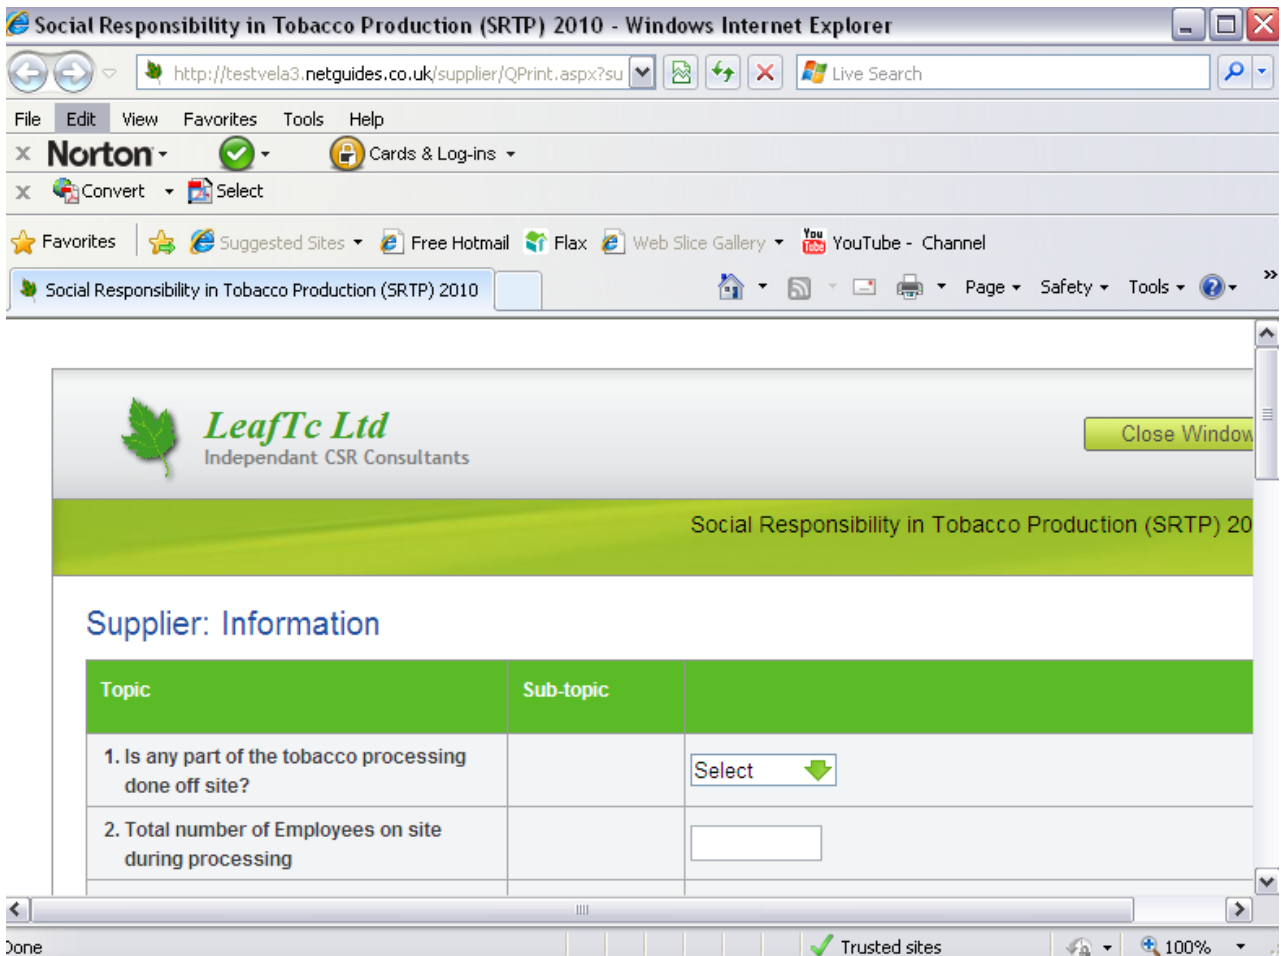 Social Responsibility in Tobacco Production (SRTP) 2010 - Windows Internet Explorer
http://testvela3.netguides.co.uk/supplier/QPrint.aspx?su
Live Search
File Edit View Favorites Tools Help
x Norton
Cards & Log-ins
x Convert Select
Favorites Suggested Sites Free Hotmail Flax Web Slice Gallery You Tube YouTube - Channel
Social Responsibility in Tobacco Production (SRTP) 2010 Page Safety Tools »
LeafTc Ltd
Independant CSR Consultants
Close Window
Social Responsibility in Tobacco Production (SRTP) 20
Supplier: Information
Topic Sub-topic
1. Is any part of the tobacco processing
done off site?
Select
2. Total number of Employees on site
during processing
Done Trusted sites 100%